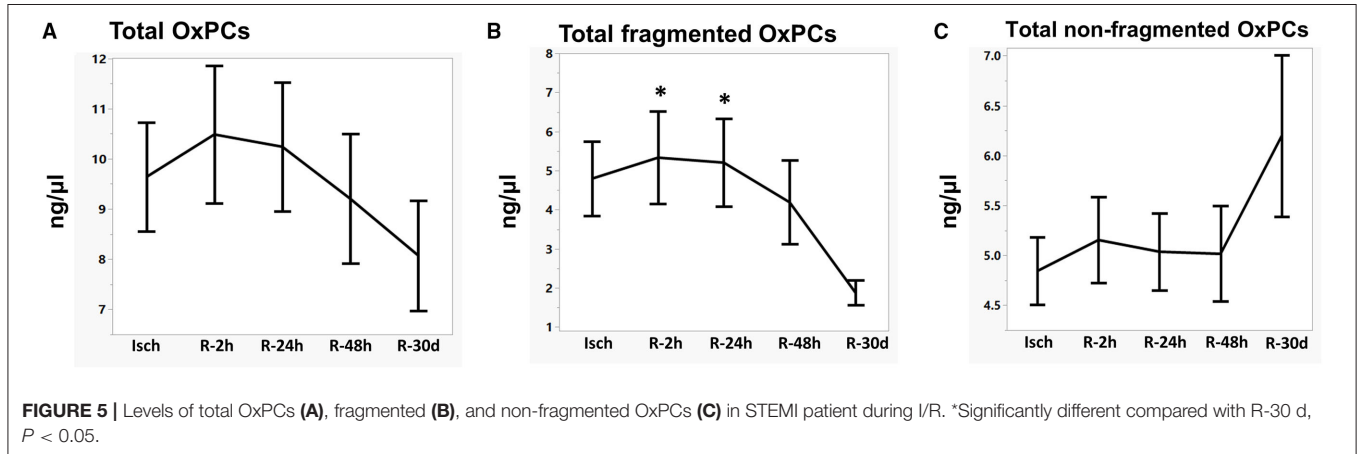 A Total OxPCs
12
11
10
9
8
7
ng/µl
Isch R-2h R-24h R-48h R-30d
B Total fragmented OxPCs
8
7
6
5
4
3
2
1
ng/µl
* *
Isch R-2h R-24h R-48h R-30d
C Total non-fragmented OxPCs
7.0
6.5
6.0
5.5
5.0
4.5
ng/µl
Isch R-2h R-24h R-48h R-30d
FIGURE 5 | Levels of total OxPCs (A), fragmented (B), and non-fragmented OxPCs (C) in STEMI patient during I/R. *Significantly different compared with R-30 d,
P < 0.05.